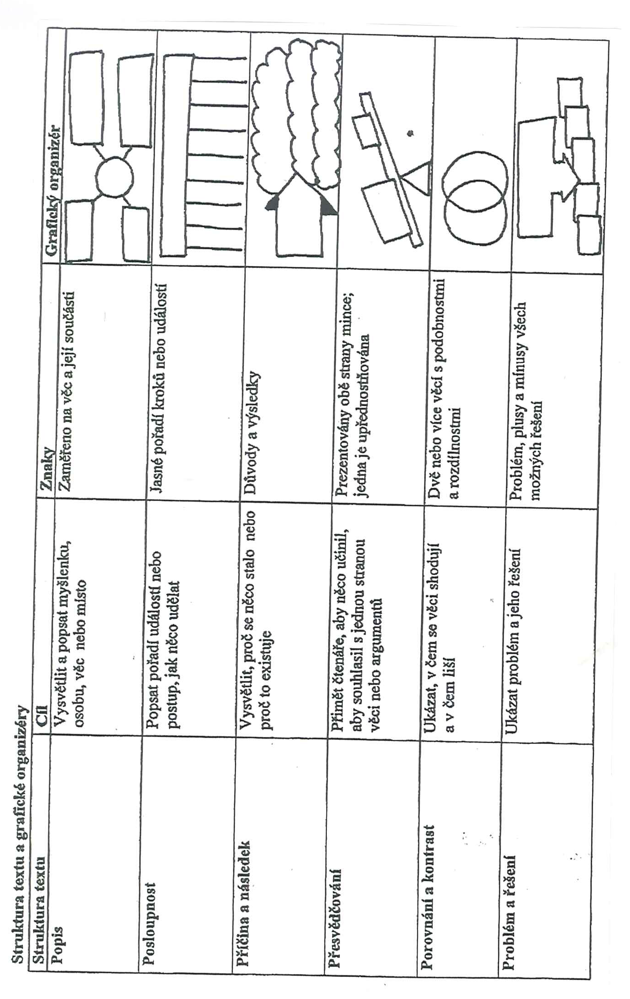 Struktura textu a grafické organizéry
Struktura textu
Cíl
Znaky
Grafický organizér
Popis
Vysvětlit a popsat myšlenku,
osobu, věc nebo místo
Zaměřeno na věc a její součásti
Posloupnost
Popsat pořadí událostí nebo
postup, jak něco udělat
Jasné pořadí kroků nebo událostí
Příčina a následek
Vysvětlit, proč se něco stalo nebo
proč to existuje
Důvody a výsledky
Přesvědčování
Přimět čtenáře, aby něco učinil,
aby souhlasil s jednou stranou
věci nebo argumentů
Prezentovány obě strany mince;
jedna je upřednostňována
Porovnání a kontrast
Ukázat, v čem se věci shodují
a v čem liší
Dvě nebo více věcí s podobnostmi
a rozdílnostmi
Problém a řešení
Ukázat problém a jeho řešení
Problém, plusy a mínusy všech
možných řešení